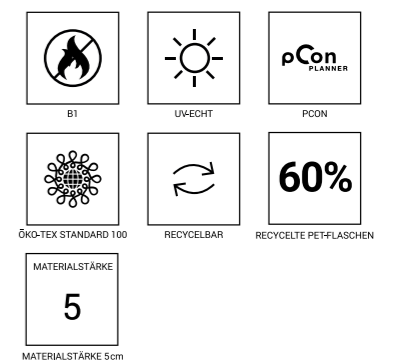 B1
UV-ECHT
pCon
PLANNER
PCON
ÖKO-TEX STANDARD 100
RECYCELBAR
60%
RECYCELTE PET-FLASCHEN
MATERIALSTÄRKE
5
MATERIALSTÄRKE 5cm